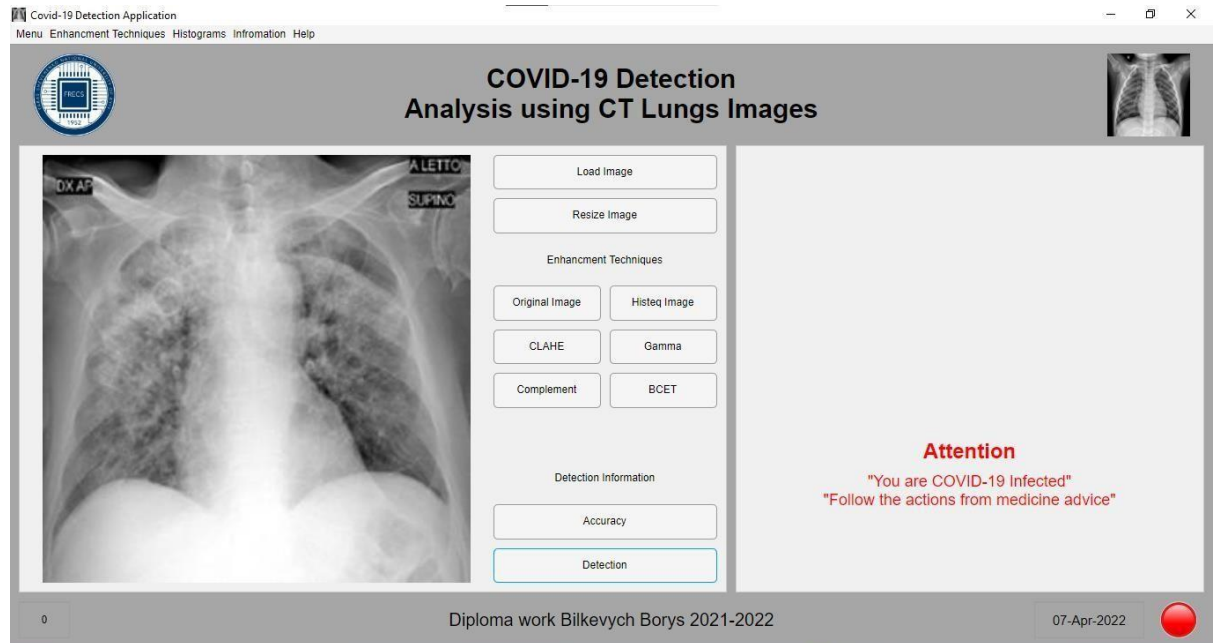 Covid-19 Detection Application
Menu Enhancment Techniques Histograms Infromation Help
FRECS
1952
COVID-19 Detection
Analysis using CT Lungs Images
DX AP
A LETTO
SUPINO
Load Image
Resize Image
Enhancment Techniques
Original Image Histeq Image
CLAHE Gamma
Complement BCET
Detection Information
Accuracy
Detection
Attention
"You are COVID-19 Infected"
"Follow the actions from medicine advice"
0
Diploma work Bilkevych Borys 2021-2022
07-Apr-2022